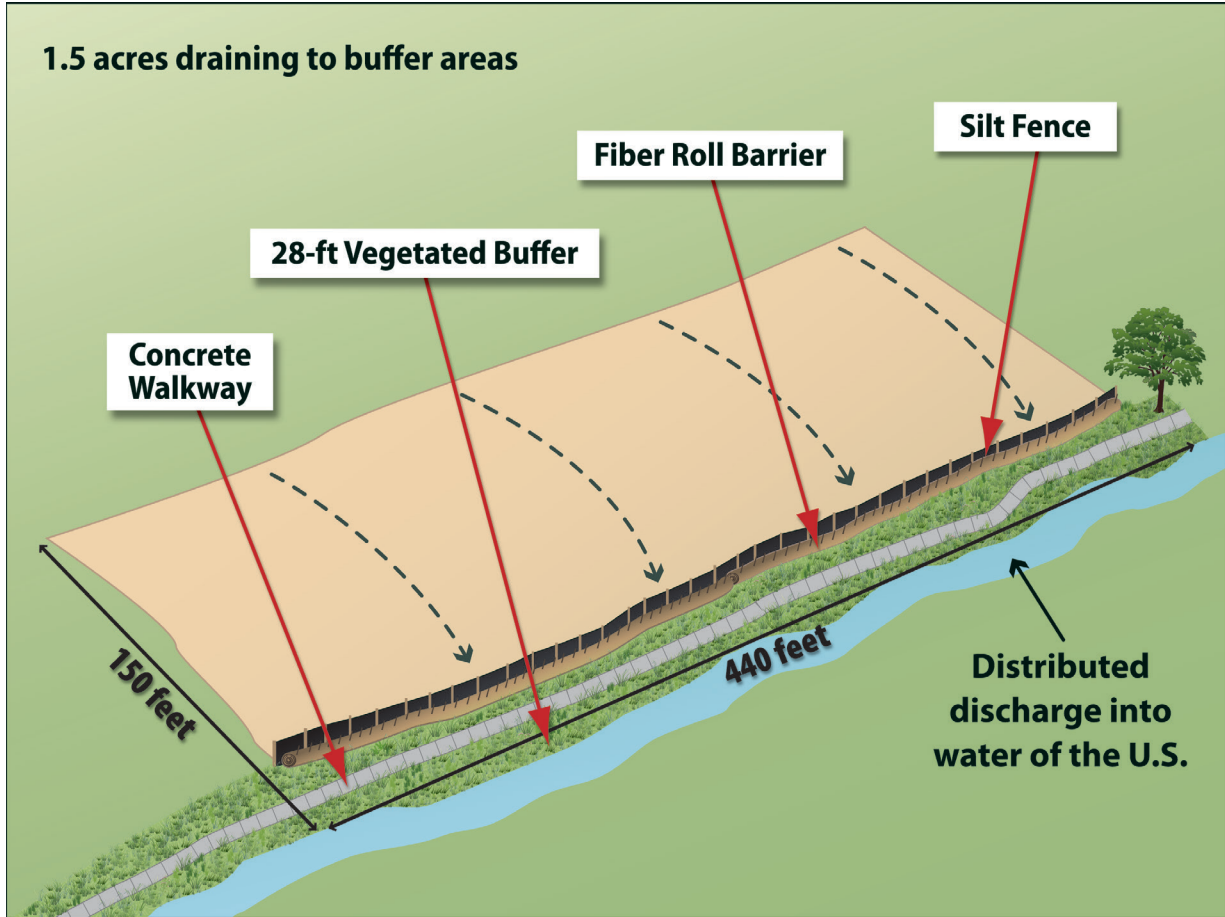 1.5 acres draining to buffer areas
Silt Fence
Fiber Roll Barrier
28-ft Vegetated Buffer
Concrete
Walkway
150 feet
440 feet
Distributed
discharge into
water of the U.S.